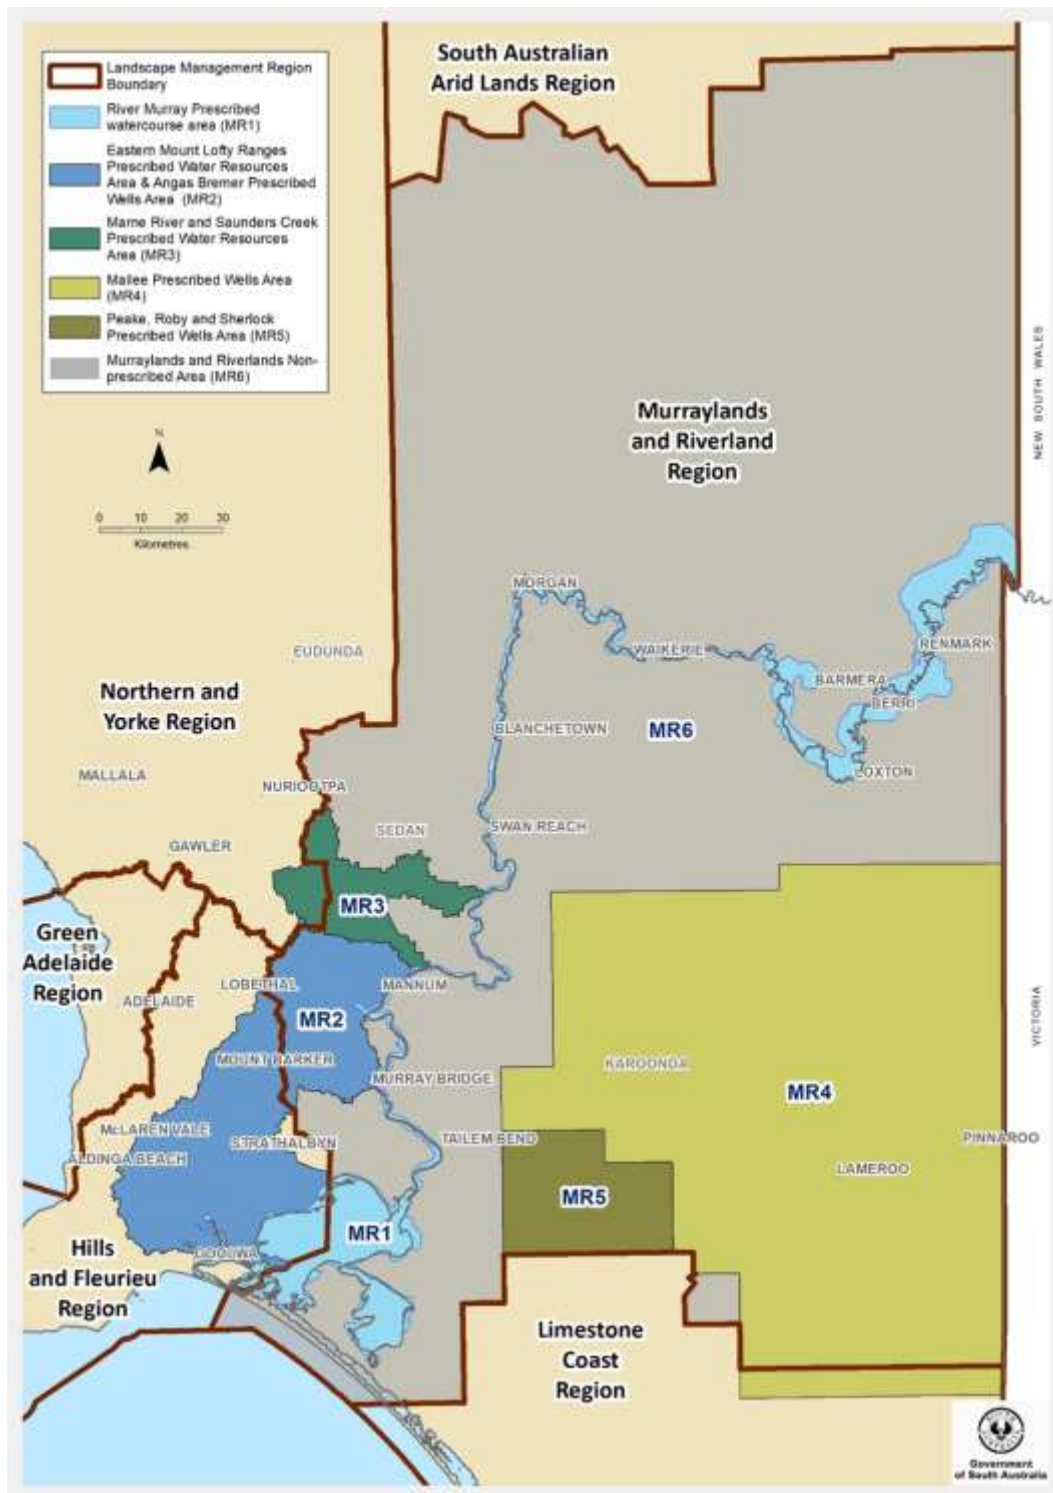 South Australian
Arid Lands Region
Landscape Management Region
Boundary
River Murray Prescribed
watercourse area (MR1)
Eastern Mount Lofty Ranges
Prescribed Water Resources
Area & Angas Bremer Prescribed
Wells Area (MR2)
Marne River and Saunders Creek
Prescribed Water Resources
Area (MR3)
Mallee Prescribed Wells Area
(MR4)
Peake, Roby and Sherlock
Prescribed Wells Area (MR5)
Murraylands and Riverlands Non-
prescribed Area (MR6)
N
0 10 20 30
Kilometres
NEW SOUTH WALES
Murraylands
and Riverland
Region
MORGAN
WAIKERIE
RENMARK
BARMERA
BERRI
EUDUNDA
Northern and
Yorke Region
BLANCHETOWN
MR6
LOXTON
MALLALA
NURIOOTPA
SEDAN
SWAN REACH
GAWLER
MR3
Green
Adelaide
Region
LOBETHAL
MANNUM
ADELAIDE
MR2
VICTORIA
MOUNT BARKER
MURRAY BRIDGE
KAROONDA
MR4
McLAREN VALE
STRATHALBYN
TAILEM BEND
PINNAROO
ALDINGA BEACH
LAMEROO
MR5
MR1
GOOLWA
Hills
and Fleurieu
Region
Limestone
Coast
Region
Government
of South Australia